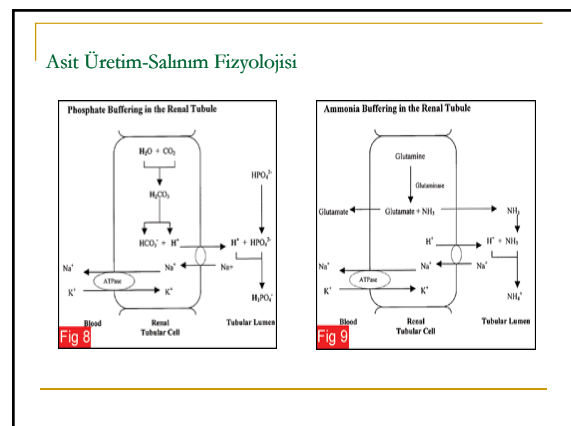 Asit Üretim-Salınım Fizyolojisi
Phosphate Buffering in the Renal Tubule
H₂O + CO₂
HPO₄²⁻
H₂CO₃
HCO₃⁻ + H⁺
H⁺ + HPO₄²⁻
Na⁺
Na⁺
Na+
ATPase
K⁺
K⁺
H₂PO₄⁻
Blood
Renal
Tubular Cell
Tubular Lumen
Fig 8
Ammonia Buffering in the Renal Tubule
Glutamine
Glutaminase
Glutamate
Glutamate + NH₃
NH₃
H⁺
H⁺ + NH₃
Na⁺
Na⁺
Na⁺
ATPase
K⁺
K⁺
NH₄⁺
Blood
Renal
Tubular Cell
Tubular Lumen
Fig 9